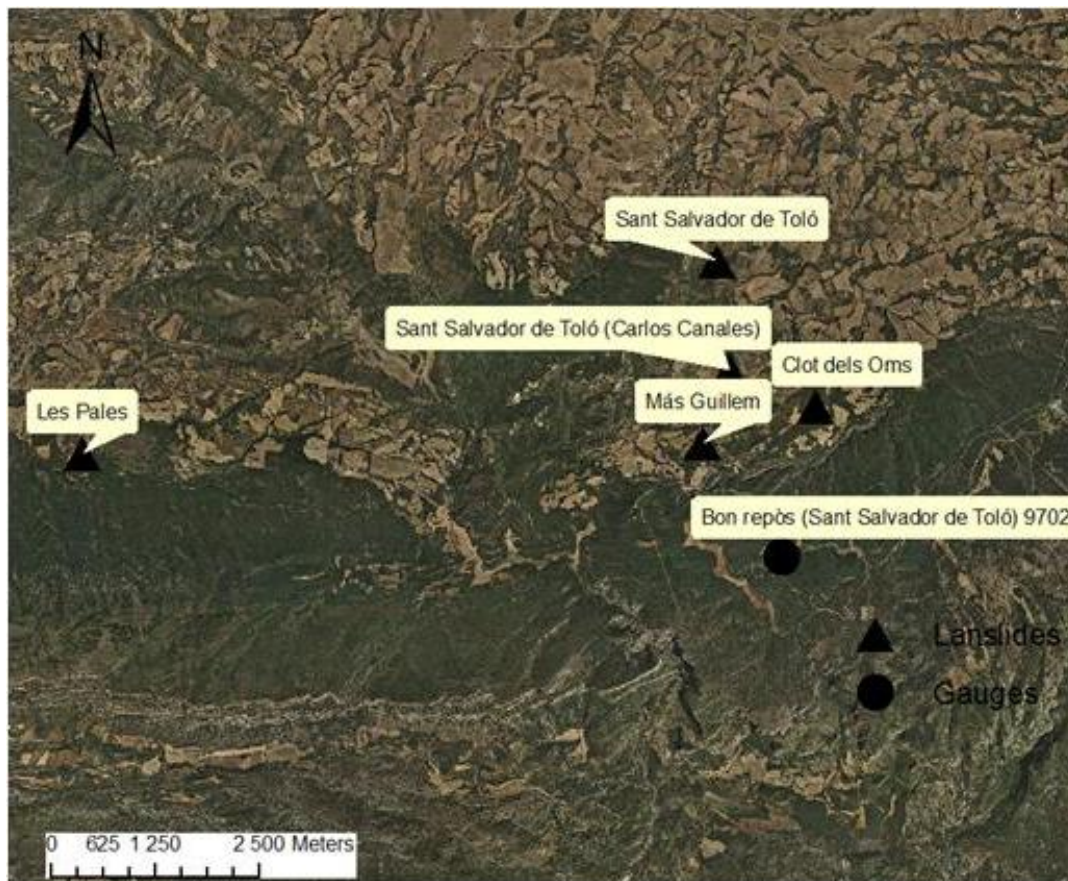 N
Sant Salvador de Toló
Sant Salvador de Toló (Carlos Canales)
Clot dels Oms
Más Guillem
Les Pales
Bon repòs (Sant Salvador de Toló) 9702
Lanslides
Gauges
0 625 1 250 2 500 Meters